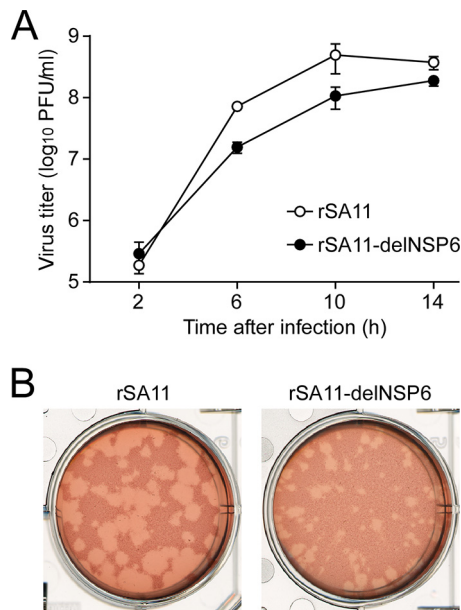 A
9
8
7
6
5
Virus titer (log10 PFU/ml)
rSA11
rSA11-delNSP6
2
6
10
14
Time after infection (h)
B
rSA11
rSA11-delNSP6